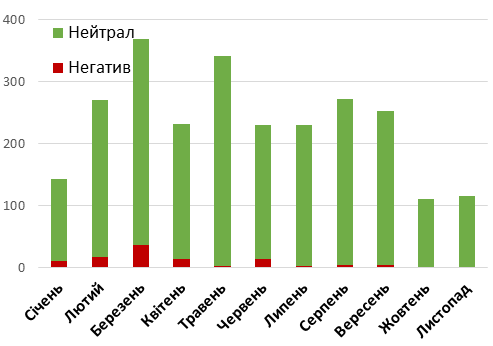 400
Нейтрал
Негатив
300
200
100
0
Січень
Лютий
Березень
Квітень
Травень
Червень
Липень
Серпень
Вересень
Жовтень
Листопад